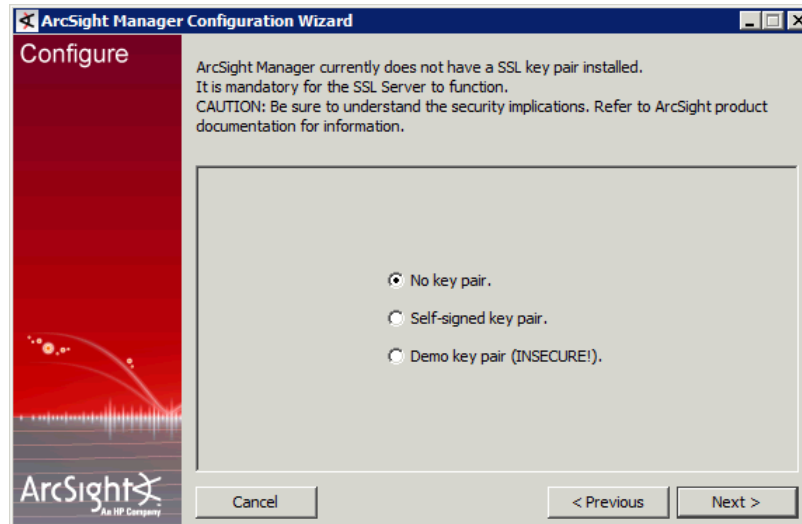 ArcSight Manager Configuration Wizard
Configure
ArcSight Manager currently does not have a SSL key pair installed.
It is mandatory for the SSL Server to function.
CAUTION: Be sure to understand the security implications. Refer to ArcSight product
documentation for information.
No key pair.
Self-signed key pair.
Demo key pair (INSECURE!).
ArcSight
An HP Company
Cancel
< Previous
Next >